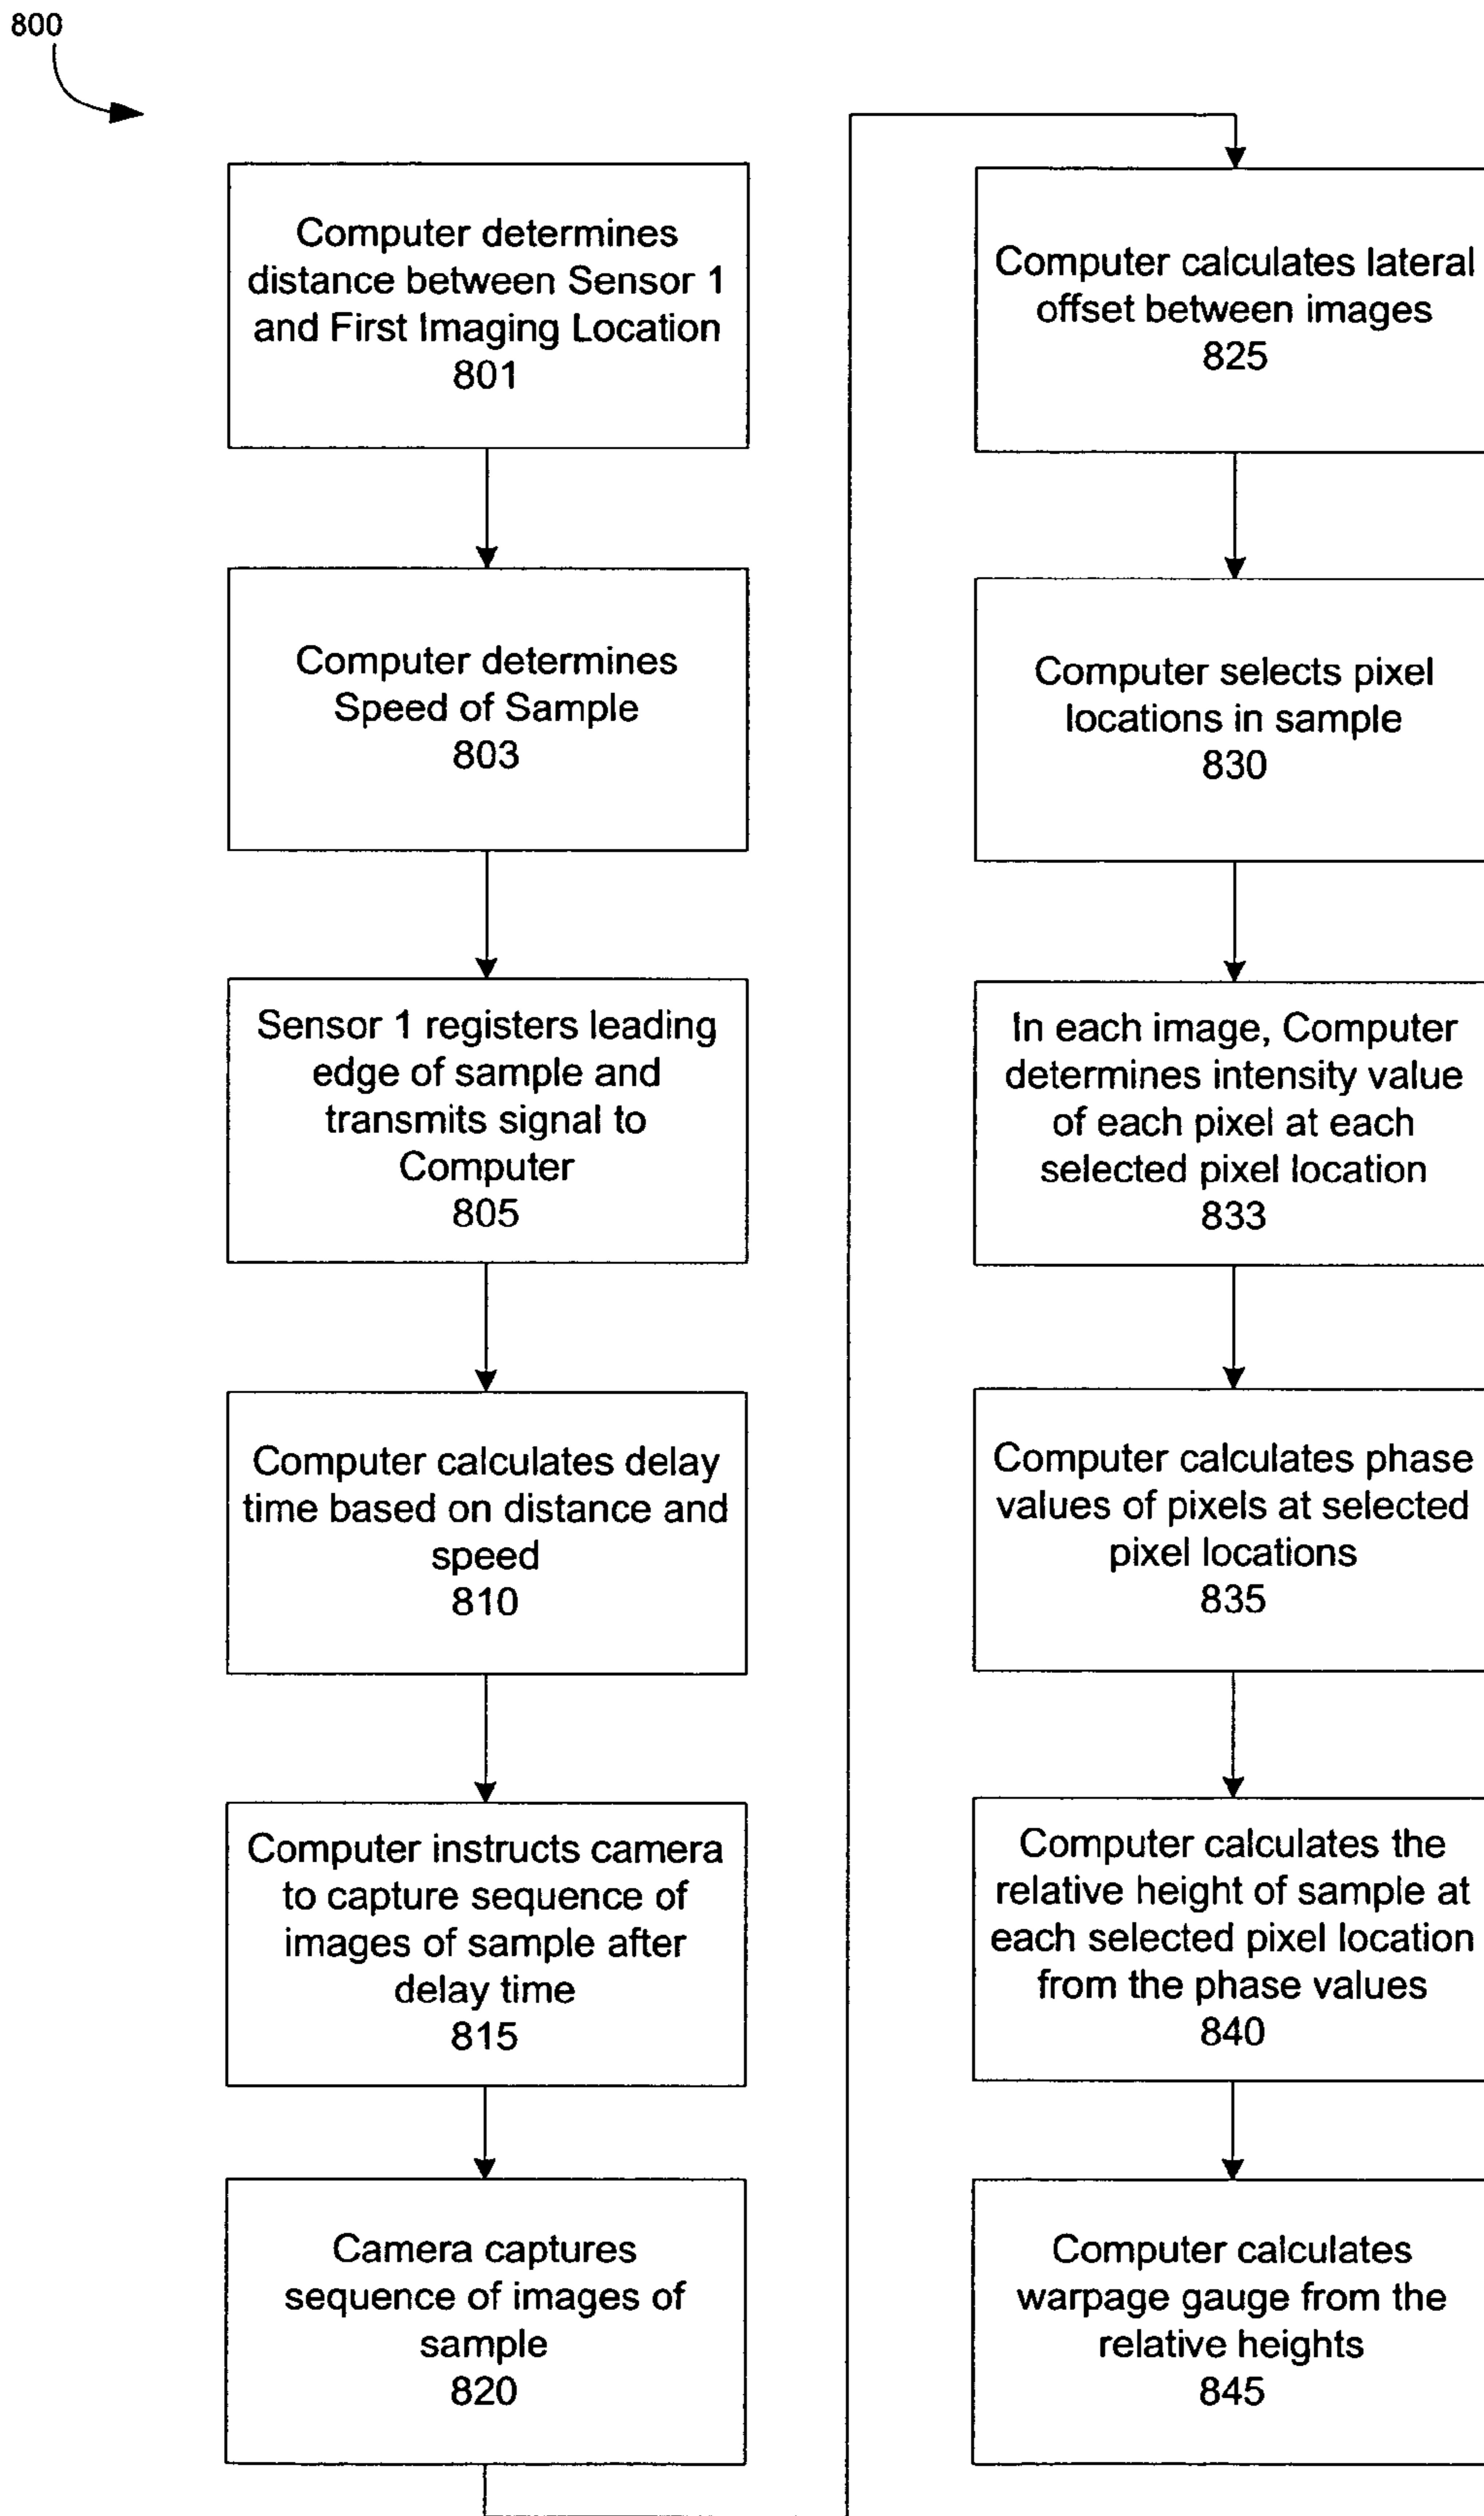 800
Computer determines
distance between Sensor 1
and First Imaging Location
801
Computer determines
Speed of Sample
803
Sensor 1 registers leading
edge of sample and
transmits signal to
Computer
805
Computer calculates delay
time based on distance and
speed
810
Computer instructs camera
to capture sequence of
images of sample after
delay time
815
Camera captures
sequence of images of
sample
820
Computer calculates lateral
offset between images
825
Computer selects pixel
locations in sample
830
In each image, Computer
determines intensity value
of each pixel at each
selected pixel location
833
Computer calculates phase
values of pixels at selected
pixel locations
835
Computer calculates the
relative height of sample at
each selected pixel location
from the phase values
840
Computer calculates
warpage gauge from the
relative heights
845